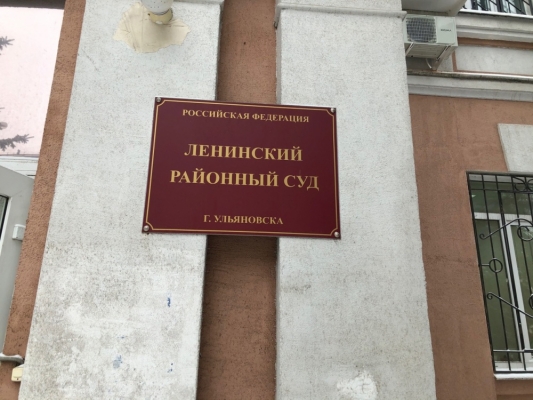 РОССИЙСКАЯ ФЕДЕРАЦИЯ
ЛЕНИНСКИЙ
РАЙОННЫЙ СУД
Г. УЛЬЯНОВСКА